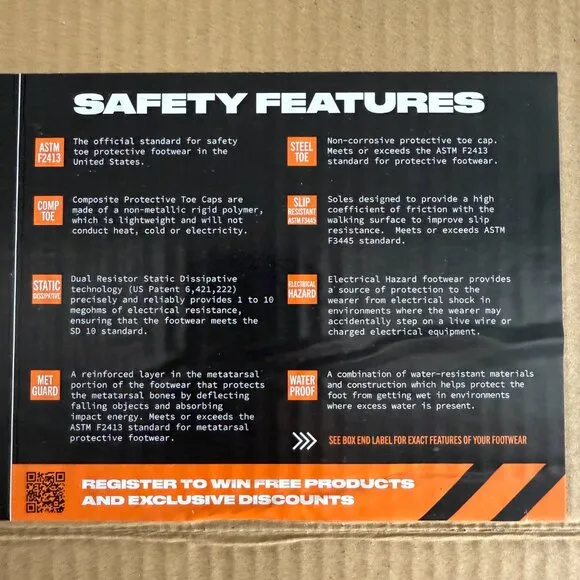 SAFETY FEATURES
ASTM
F2413
The official standard for safety
toe protective footwear in the
United States.
COMP
TOE
Composite Protective Toe Caps are
made of a non-metallic rigid polymer,
which is lightweight and will not
conduct heat, cold or electricity.
STATIC
DISSIPATIVE
Dual Resistor Static Dissipative
technology (US Patent 6,421,222)
precisely and reliably provides 1 to 10
megohms of electrical resistance,
ensuring that the footwear meets the
SD 10 standard.
MET
GUARD
A reinforced layer in the metatarsal
portion of the footwear that protects
the metatarsal bones by deflecting
falling objects and absorbing
impact energy. Meets or exceeds the
ASTM F2413 standard for metatarsal
protective footwear.
STEEL
TOE
Non-corrosive protective toe cap.
Meets or exceeds the ASTM F2413
standard for protective footwear.
SLIP
RESISTANT
ASTM F3445
Soles designed to provide a high
coefficient of friction with the
walking surface to improve slip
resistance. Meets or exceeds ASTM
F3445 standard.
ELECTRICAL
HAZARD
Electrical Hazard footwear provides
a source of protection to the
wearer from electrical shock in
environments where the wearer may
accidentally step on a live wire or
charged electrical equipment.
WATER
PROOF
A combination of water-resistant materials
and construction which helps protect the
foot from getting wet in environments
where excess water is present.
SEE BOX END LABEL FOR EXACT FEATURES OF YOUR FOOTWEAR
REGISTER TO WIN FREE PRODUCTS
AND EXCLUSIVE DISCOUNTS